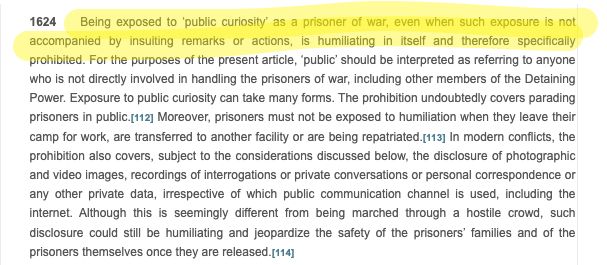 1624 Being exposed to ‘public curiosity’ as a prisoner of war, even when such exposure is not
accompanied by insulting remarks or actions, is humiliating in itself and therefore specifically
prohibited. For the purposes of the present article, ‘public’ should be interpreted as referring to anyone
who is not directly involved in handling the prisoners of war, including other members of the Detaining
Power. Exposure to public curiosity can take many forms. The prohibition undoubtedly covers parading
prisoners in public.[112] Moreover, prisoners must not be exposed to humiliation when they leave their
camp for work, are transferred to another facility or are being repatriated.[113] In modern conflicts, the
prohibition also covers, subject to the considerations discussed below, the disclosure of photographic
and video images, recordings of interrogations or private conversations or personal correspondence or
any other private data, irrespective of which public communication channel is used, including the
internet. Although this is seemingly different from being marched through a hostile crowd, such
disclosure could still be humiliating and jeopardize the safety of the prisoners’ families and of the
prisoners themselves once they are released.[114]